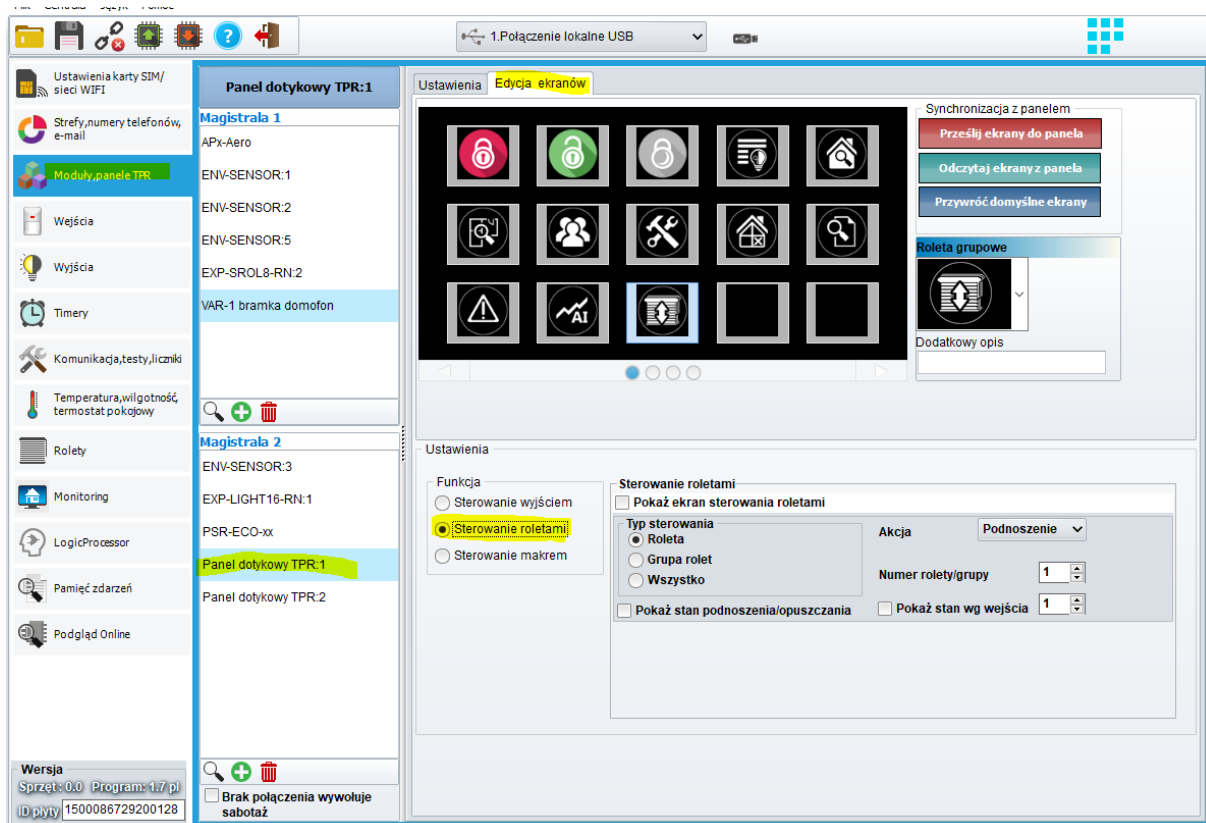 1.Połączenie lokalne USB
Ustawienia karty SIM/
sieci WIFI
Strefy,numery telefonów,
e-mail
Moduły,panele TPR
Wejścia
Wyjścia
Timery
Komunikacja,testy,liczniki
Temperatura,wilgotność,
termostat pokojowy
Rolety
Monitoring
LogicProcessor
Pamięć zdarzeń
Podgląd Online
Wersja
Sprzęt : 0.0 Program: 1.7 pl
ID płyty 1500086729200128
Panel dotykowy TPR:1
Magistrala 1
APx-Aero
ENV-SENSOR:1
ENV-SENSOR:2
ENV-SENSOR:5
EXP-SROL8-RN:2
VAR-1 bramka domofon
Magistrala 2
ENV-SENSOR:3
EXP-LIGHT16-RN:1
PSR-ECO-xx
Panel dotykowy TPR:1
Panel dotykowy TPR:2
Brak połączenia wywołuje
sabotaż
Ustawienia Edycja ekranów
AI
Synchronizacja z panelem
Prześlij ekrany do panela
Odczytaj ekrany z panela
Przywróć domyślne ekrany
Roleta grupowe
Dodatkowy opis
Ustawienia
Funkcja
Sterowanie wyjściem
Sterowanie roletami
Sterowanie makrem
Sterowanie roletami
Pokaż ekran sterowania roletami
Typ sterowania
Roleta
Grupa rolet
Wszystko
Akcja Podnoszenie
Numer rolety/grupy 1
Pokaż stan podnoszenia/opuszczania
Pokaż stan wg wejścia 1